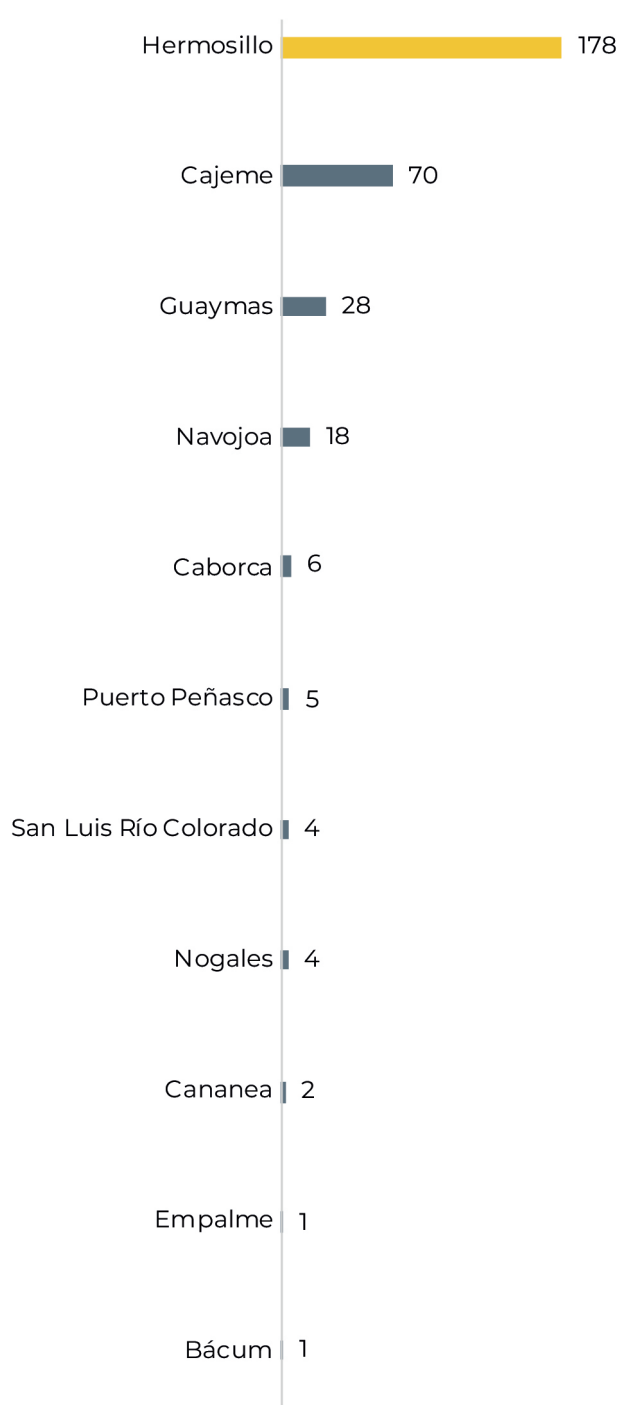 Hermosillo 178
Cajeme 70
Guaymas 28
Navojoa 18
Caborca 6
Puerto Peñasco 5
San Luis Río Colorado 4
Nogales 4
Cananea 2
Empalme 1
Bácum 1